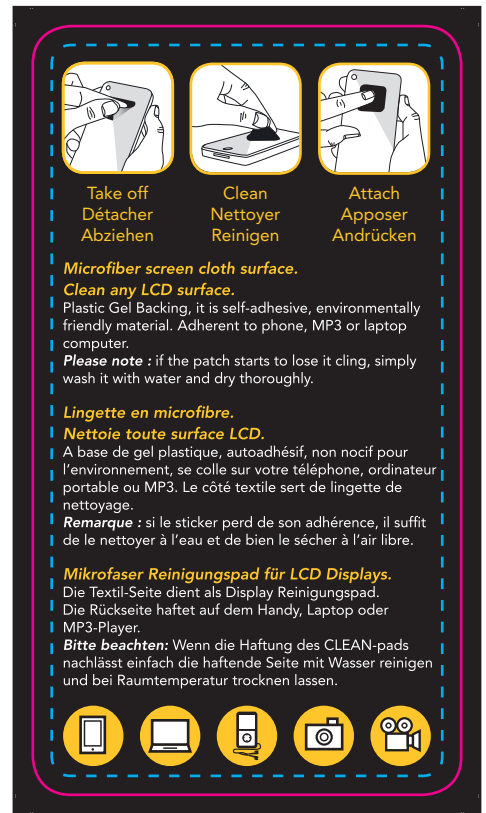 Take off
Détacher
Abziehen
Clean
Nettoyer
Reinigen
Attach
Apposer
Andrücken
Microfiber screen cloth surface.
Clean any LCD surface.
Plastic Gel Backing, it is self-adhesive, environmentally
friendly material. Adherent to phone, MP3 or laptop
computer.
Please note : if the patch starts to lose it cling, simply
wash it with water and dry thoroughly.
Lingette en microfibre.
Nettoie toute surface LCD.
A base de gel plastique, autoadhésif, non nocif pour
l'environnement, se colle sur votre téléphone, ordinateur
portable ou MP3. Le côté textile sert de lingette de
nettoyage.
Remarque : si le sticker perd de son adhérence, il suffit
de le nettoyer à l'eau et de bien le sécher à l'air libre.
Mikrofaser Reinigungspad für LCD Displays.
Die Textil-Seite dient als Display Reinigungspad.
Die Rückseite haftet auf dem Handy, Laptop oder
MP3-Player.
Bitte beachten: Wenn die Haftung des CLEAN-pads
nachlässt einfach die haftende Seite mit Wasser reinigen
und bei Raumtemperatur trocknen lassen.